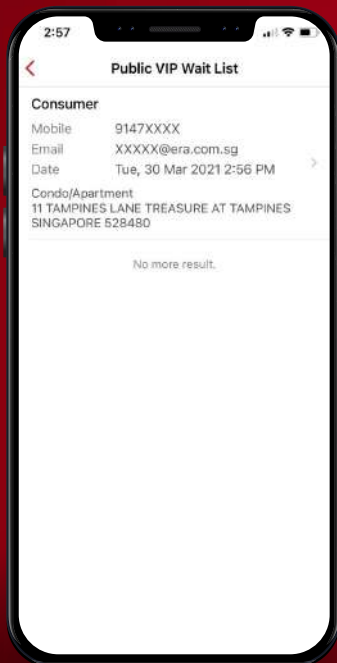 2:57
Public VIP Wait List
Consumer
Mobile 9147XXXX
Email XXXXX@era.com.sg
Date Tue, 30 Mar 2021 2:56 PM
Condo/Apartment
11 TAMPINES LANE TREASURE AT TAMPINES
SINGAPORE 528480
No more result.